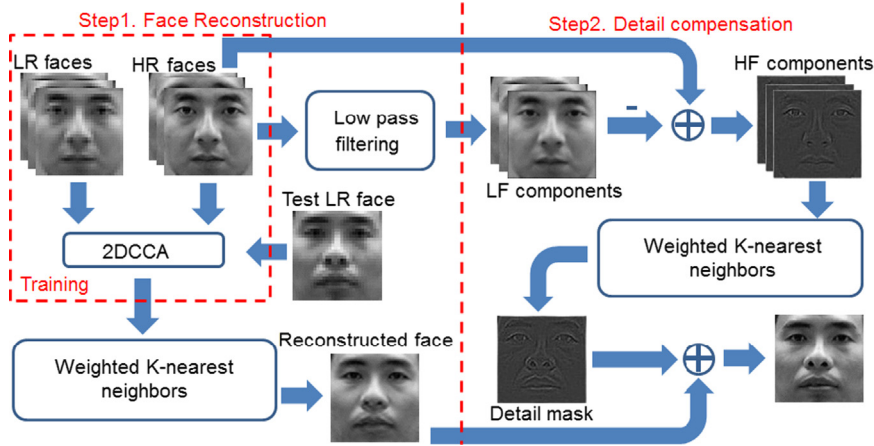 Step1. Face Reconstruction
Step2. Detail compensation
LR faces
HR faces
HF components
Low pass
filtering
-
LF components
Test LR face
2DCCA
Training
Weighted K-nearest
neighbors
Weighted K-nearest
neighbors
Reconstructed face
Detail mask